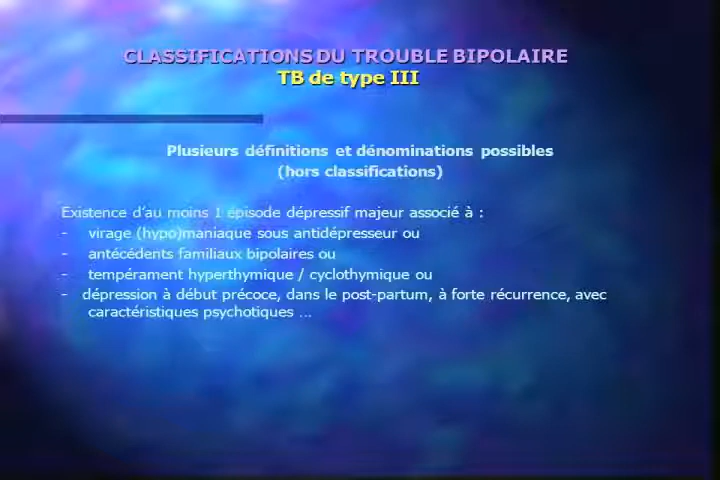 CLASSIFICATIONS DU TROUBLE BIPOLAIRE
TB de type III
Plusieurs définitions et dénominations possibles
(hors classifications)
Existence d’au moins 1 épisode dépressif majeur associé à :
- virage (hypo)maniaque sous antidépresseur ou
- antécédents familiaux bipolaires ou
- tempérament hyperthymique / cyclothymique ou
- dépression à début précoce, dans le post-partum, à forte récurrence, avec
caractéristiques psychotiques ...